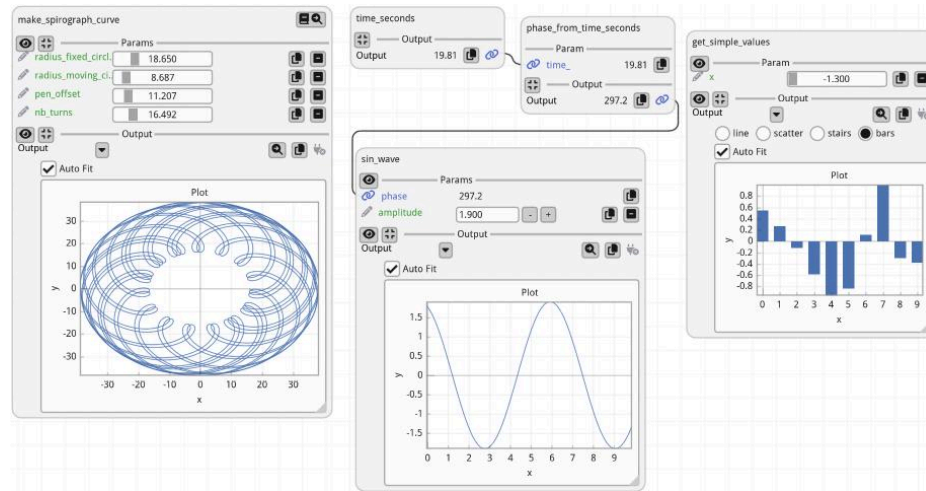 make_spirograph_curve
Params
radius_fixed_circl. 18.650
radius_moving_ci.. 8.687
pen_offset 11.207
nb_turns 16.492
Output
Output
Auto Fit
Plot
30
20
10
y
0
-10
-20
-30
-30 -20 -10 0 10 20 30
x
time_seconds
Output
Output 19.81
phase_from_time_seconds
Param
time_ 19.81
Output
Output 297.2
sin_wave
Params
phase 297.2
amplitude 1.900 - +
Output
Output
Auto Fit
Plot
1.5
1
0.5
y
0
-0.5
-1
-1.5
0 1 2 3 4 5 6 7 8 9
x
get_simple_values
Param
x -1.300
Output
Output
line scatter stairs bars
Auto Fit
Plot
0.8
0.6
0.4
0.2
y
0
-0.2
-0.4
-0.6
-0.8
0 1 2 3 4 5 6 7 8 9
x